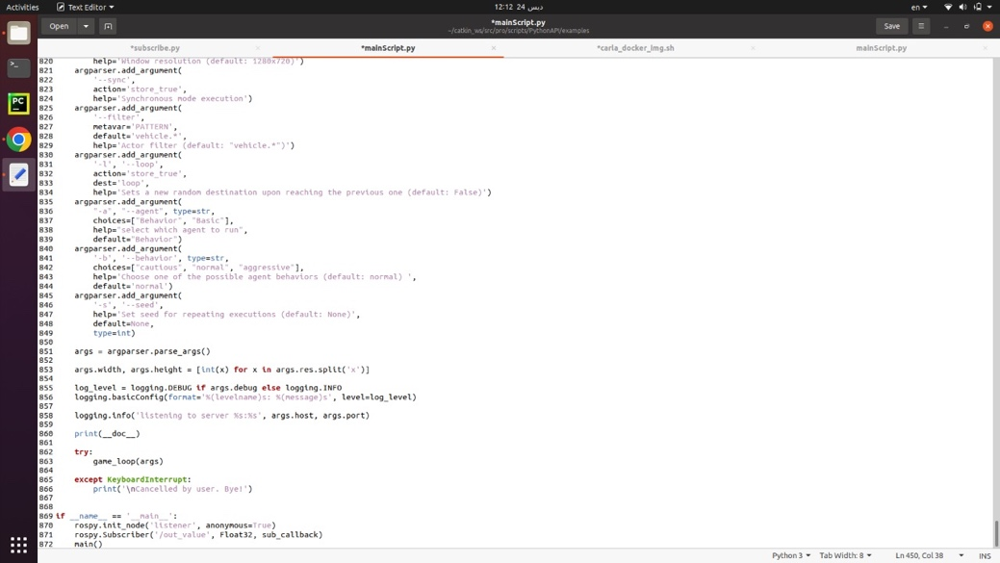 Activities
Text Editor
دیس 24 12:12
en
Open
*mainScript.py
~/catkin_ws/src/pro/scripts/PythonAPI/examples
Save
*subscribe.py
*mainScript.py
*carla_docker_img.sh
mainScript.py
820 help='Window resolution (default: 1280x720)')
821 argparser.add_argument(
822 '--sync',
823 action='store_true',
824 help='Synchronous mode execution')
825 argparser.add_argument(
826 '--filter',
827 metavar='PATTERN',
828 default='vehicle.*',
829 help='Actor filter (default: "vehicle.*")')
830 argparser.add_argument(
831 '-l', '--loop',
832 action='store_true',
833 dest='loop',
834 help='Sets a new random destination upon reaching the previous one (default: False)')
835 argparser.add_argument(
836 "-a", "--agent", type=str,
837 choices=["Behavior", "Basic"],
838 help="select which agent to run",
839 default="Behavior")
840 argparser.add_argument(
841 '-b', '--behavior', type=str,
842 choices=["cautious", "normal", "aggressive"],
843 help='Choose one of the possible agent behaviors (default: normal) ',
844 default='normal')
845 argparser.add_argument(
846 '-s', '--seed',
847 help='Set seed for repeating executions (default: None)',
848 default=None,
849 type=int)
850
851 args = argparser.parse_args()
852
853 args.width, args.height = [int(x) for x in args.res.split('x')]
854
855 log_level = logging.DEBUG if args.debug else logging.INFO
856 logging.basicConfig(format='%(levelname)s: %(message)s', level=log_level)
857
858 logging.info('listening to server %s:%s', args.host, args.port)
859
860 print(__doc__)
861
862 try:
863 game_loop(args)
864
865 except KeyboardInterrupt:
866 print('\nCancelled by user. Bye!')
867
868
869 if __name__ == '__main__':
870 rospy.init_node('listener', anonymous=True)
871 rospy.Subscriber('/out_value', Float32, sub_callback)
872 main()
Python 3
Tab Width: 8
Ln 450, Col 38
INS